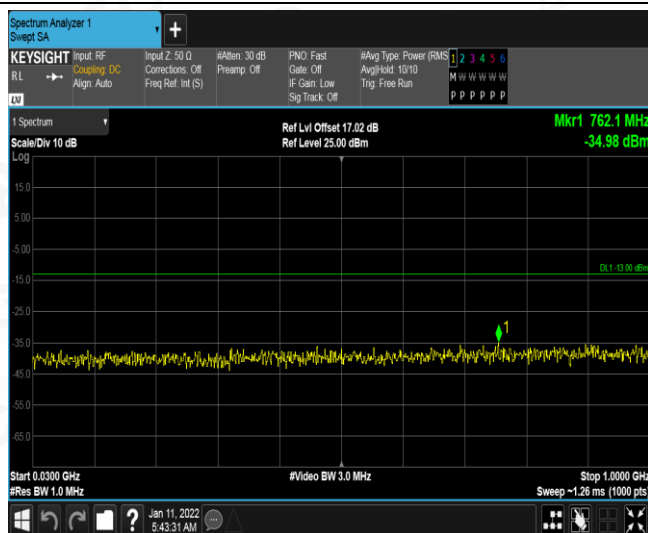 Spectrum Analyzer 1
Swept SA
+
KEYSIGHT Input: RF Input Z: 50 Ω #Atten: 30 dB PNO: Fast #Avg Type: Power (RMS 1 2 3 4 5 6
RL Coupling: DC Corrections: Off Preamp: Off Gate: Off Avg|Hold: 10/10 M W W W W W
Align: Auto Freq Ref: Int (S) IF Gain: Low Trig: Free Run
Sig Track: Off P P P P P P
LXI
1 Spectrum Ref Lvl Offset 17.02 dB Mkr1 762.1 MHz
Scale/Div 10 dB Ref Level 25.00 dBm -34.98 dBm
Log
15.0
5.00
-5.00
DL1 -13.00 dBm
-15.0
-25.0
1
-35.0
-45.0
-55.0
-65.0
Start 0.0300 GHz #Video BW 3.0 MHz Stop 1.0000 GHz
#Res BW 1.0 MHz Sweep ~1.26 ms (1000 pts)
? Jan 11, 2022
5:43:31 AM